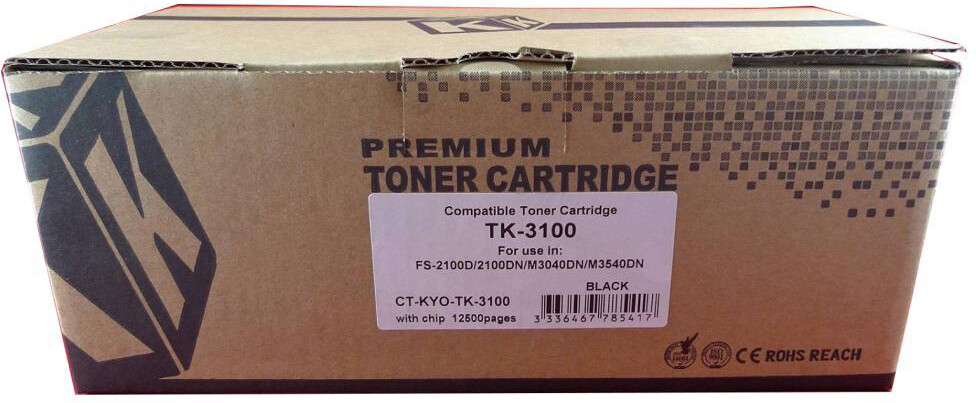 KK
PREMIUM
TONER CARTRIDGE
Compatible Toner Cartridge
TK-3100
For use in:
FS-2100D/2100DN/M3040DN/M3540DN
BLACK
CT-KYO-TK-3100
with chip 12500pages
3 336467 785417
CE ROHS REACH